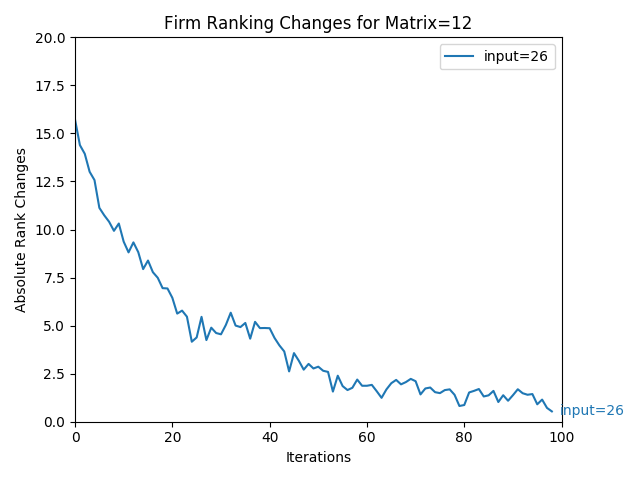 Firm Ranking Changes for Matrix=12
input=26
Absolute Rank Changes
20.0
17.5
15.0
12.5
10.0
7.5
5.0
2.5
0.0
input=26
0 20 40 60 80 100
Iterations